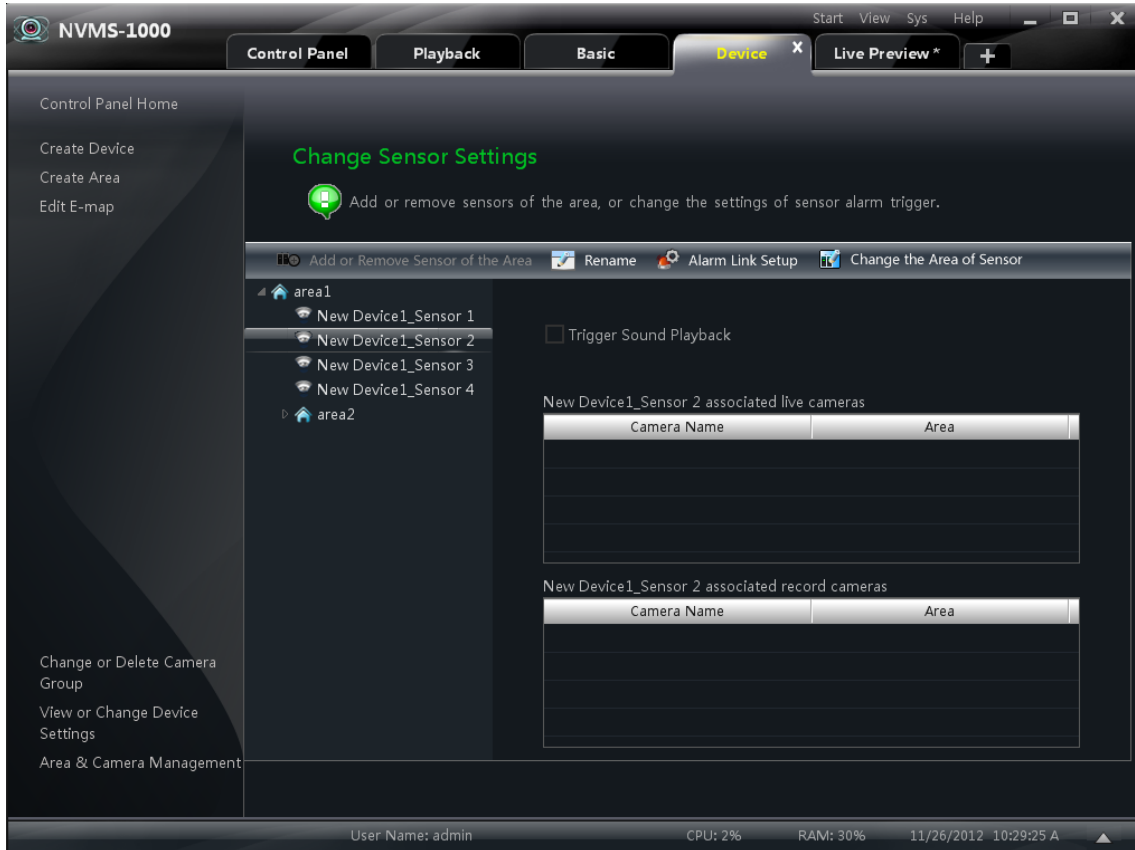 NVMS-1000
Start View Sys Help
Control Panel
Playback
Basic
Device
X
Live Preview *
+
Control Panel Home
Create Device
Create Area
Edit E-map
Change Sensor Settings
Add or remove sensors of the area, or change the settings of sensor alarm trigger.
Add or Remove Sensor of the Area
Rename
Alarm Link Setup
Change the Area of Sensor
area1
New Device1_Sensor 1
New Device1_Sensor 2
New Device1_Sensor 3
New Device1_Sensor 4
area2
Trigger Sound Playback
New Device1_Sensor 2 associated live cameras
Camera Name
Area
New Device1_Sensor 2 associated record cameras
Camera Name
Area
Change or Delete Camera
Group
View or Change Device
Settings
Area & Camera Management
User Name: admin
CPU: 2%
RAM: 30%
11/26/2012 10:29:25 A